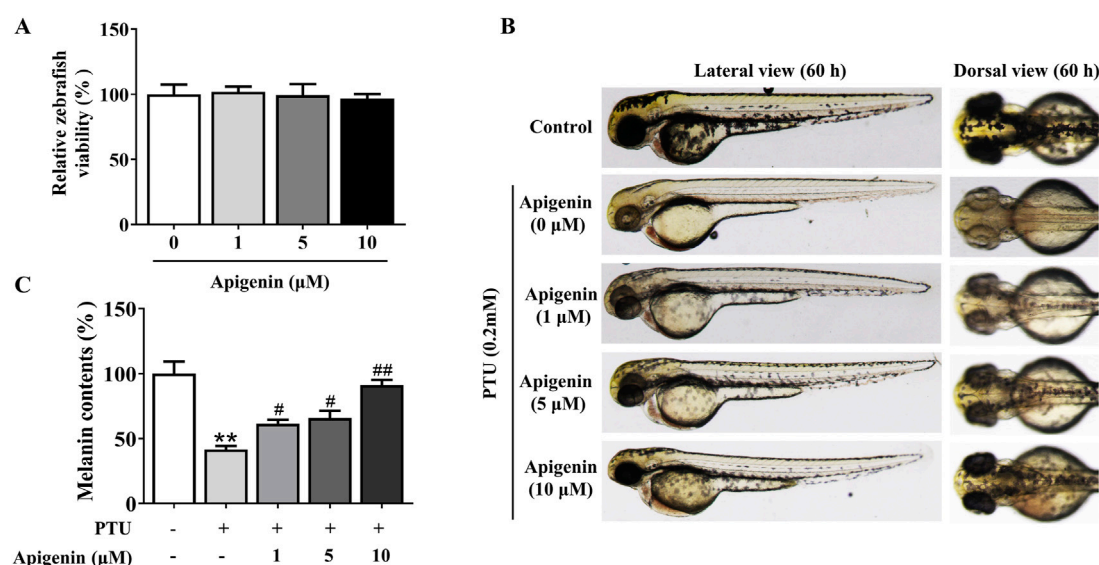 A
Relative zebrafish
viability (% )
150
100
50
0
0 1 5 10
Apigenin (μM)
B
Lateral view (60 h)
Dorsal view (60 h)
Control
PTU (0.2mM)
Apigenin
(0 μM)
Apigenin
(1 μM)
Apigenin
(5 μM)
Apigenin
(10 μM)
C
Melanin contents (%)
150
100
50
0
**
#
#
##
PTU - + + + +
Apigenin (μM) - - 1 5 10